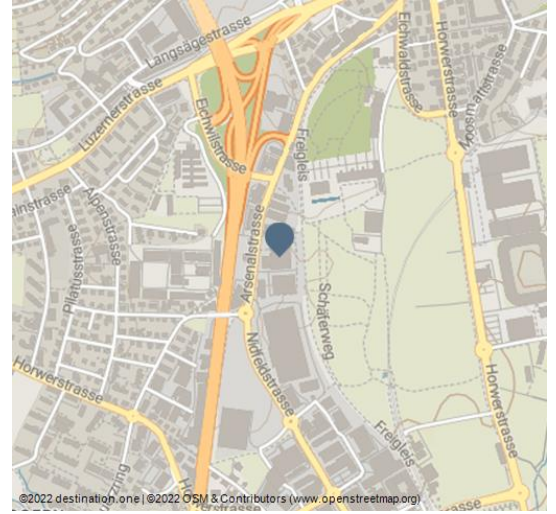 Langsägestrasse
Luzernerstrasse
Eichwilstrasse
Freigleis
Eichwaldstrasse
Horwerstrasse
Moosmattstrasse
Alpenstrasse
Pilatusstrasse
Arsenalstrasse
Schäferweg
Nidfeldstrasse
Horwerstrasse
Horwerstrasse
Freigleis
©2022 destination.one | ©2022 OSM & Contributors (www.openstreetmap.org)